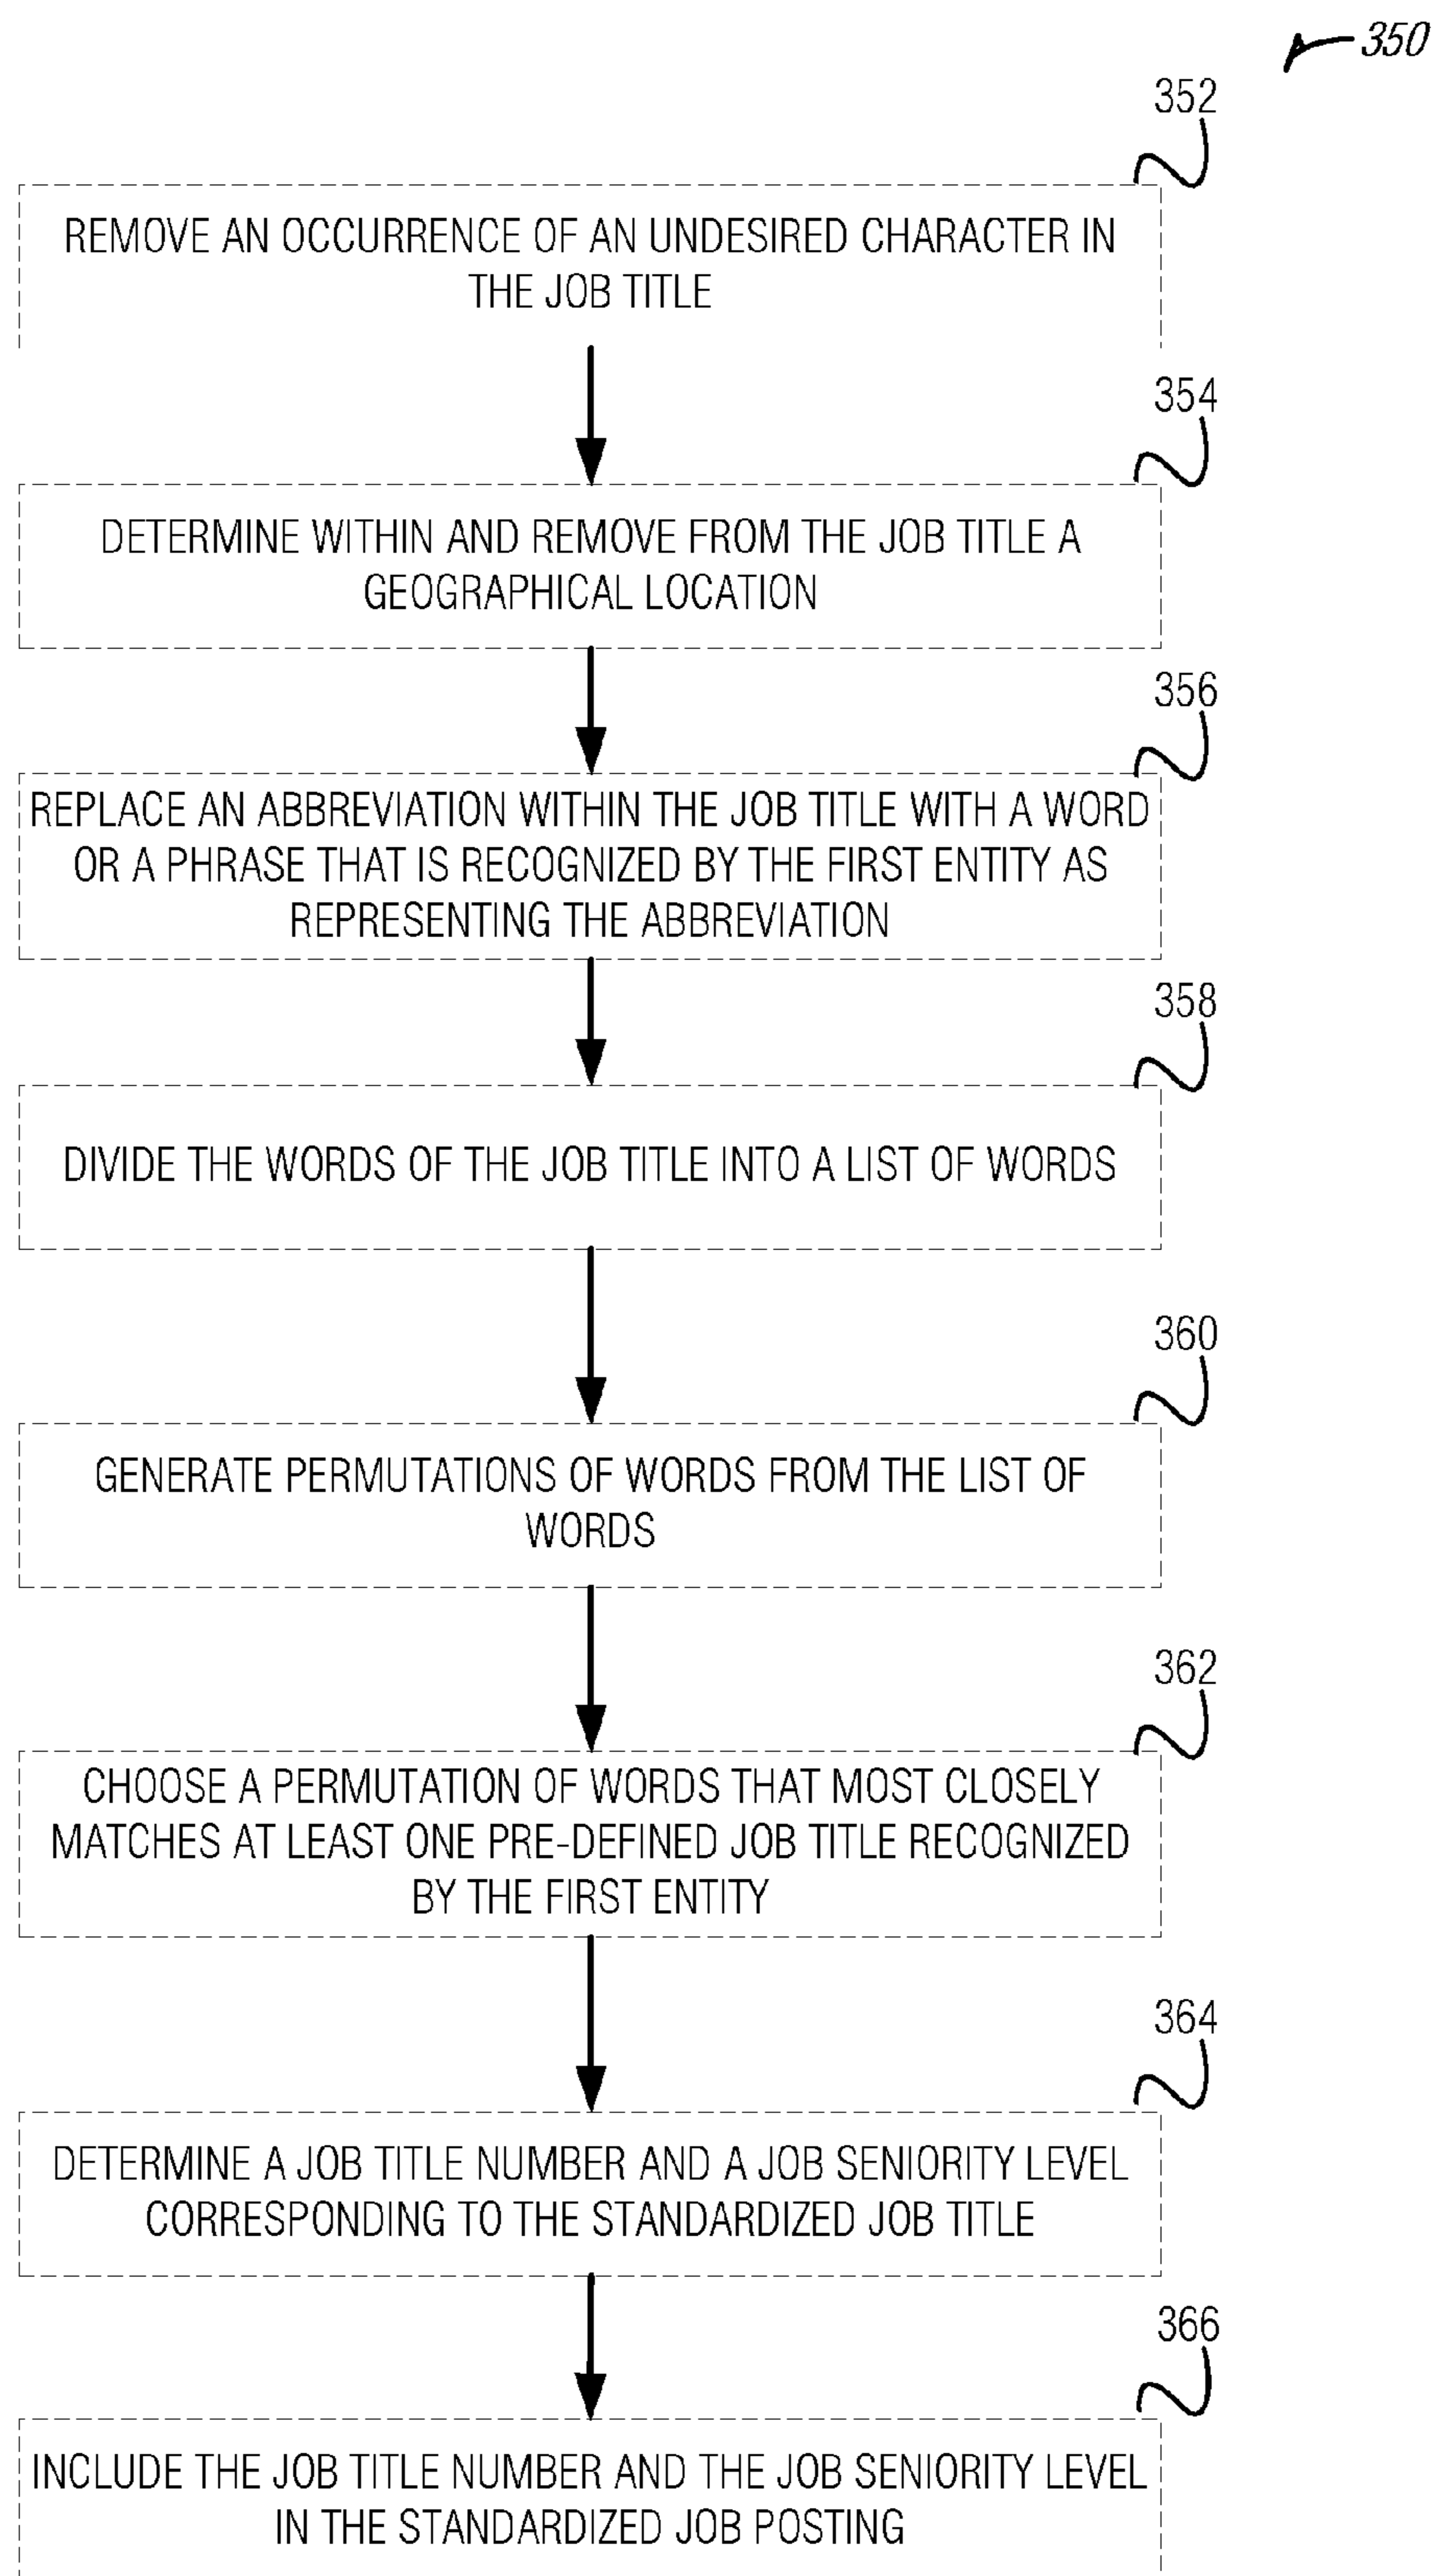 350
352
REMOVE AN OCCURRENCE OF AN UNDESIRED CHARACTER IN
THE JOB TITLE
354
DETERMINE WITHIN AND REMOVE FROM THE JOB TITLE A
GEOGRAPHICAL LOCATION
356
REPLACE AN ABBREVIATION WITHIN THE JOB TITLE WITH A WORD
OR A PHRASE THAT IS RECOGNIZED BY THE FIRST ENTITY AS
REPRESENTING THE ABBREVIATION
358
DIVIDE THE WORDS OF THE JOB TITLE INTO A LIST OF WORDS
360
GENERATE PERMUTATIONS OF WORDS FROM THE LIST OF
WORDS
362
CHOOSE A PERMUTATION OF WORDS THAT MOST CLOSELY
MATCHES AT LEAST ONE PRE-DEFINED JOB TITLE RECOGNIZED
BY THE FIRST ENTITY
364
DETERMINE A JOB TITLE NUMBER AND A JOB SENIORITY LEVEL
CORRESPONDING TO THE STANDARDIZED JOB TITLE
366
INCLUDE THE JOB TITLE NUMBER AND THE JOB SENIORITY LEVEL
IN THE STANDARDIZED JOB POSTING